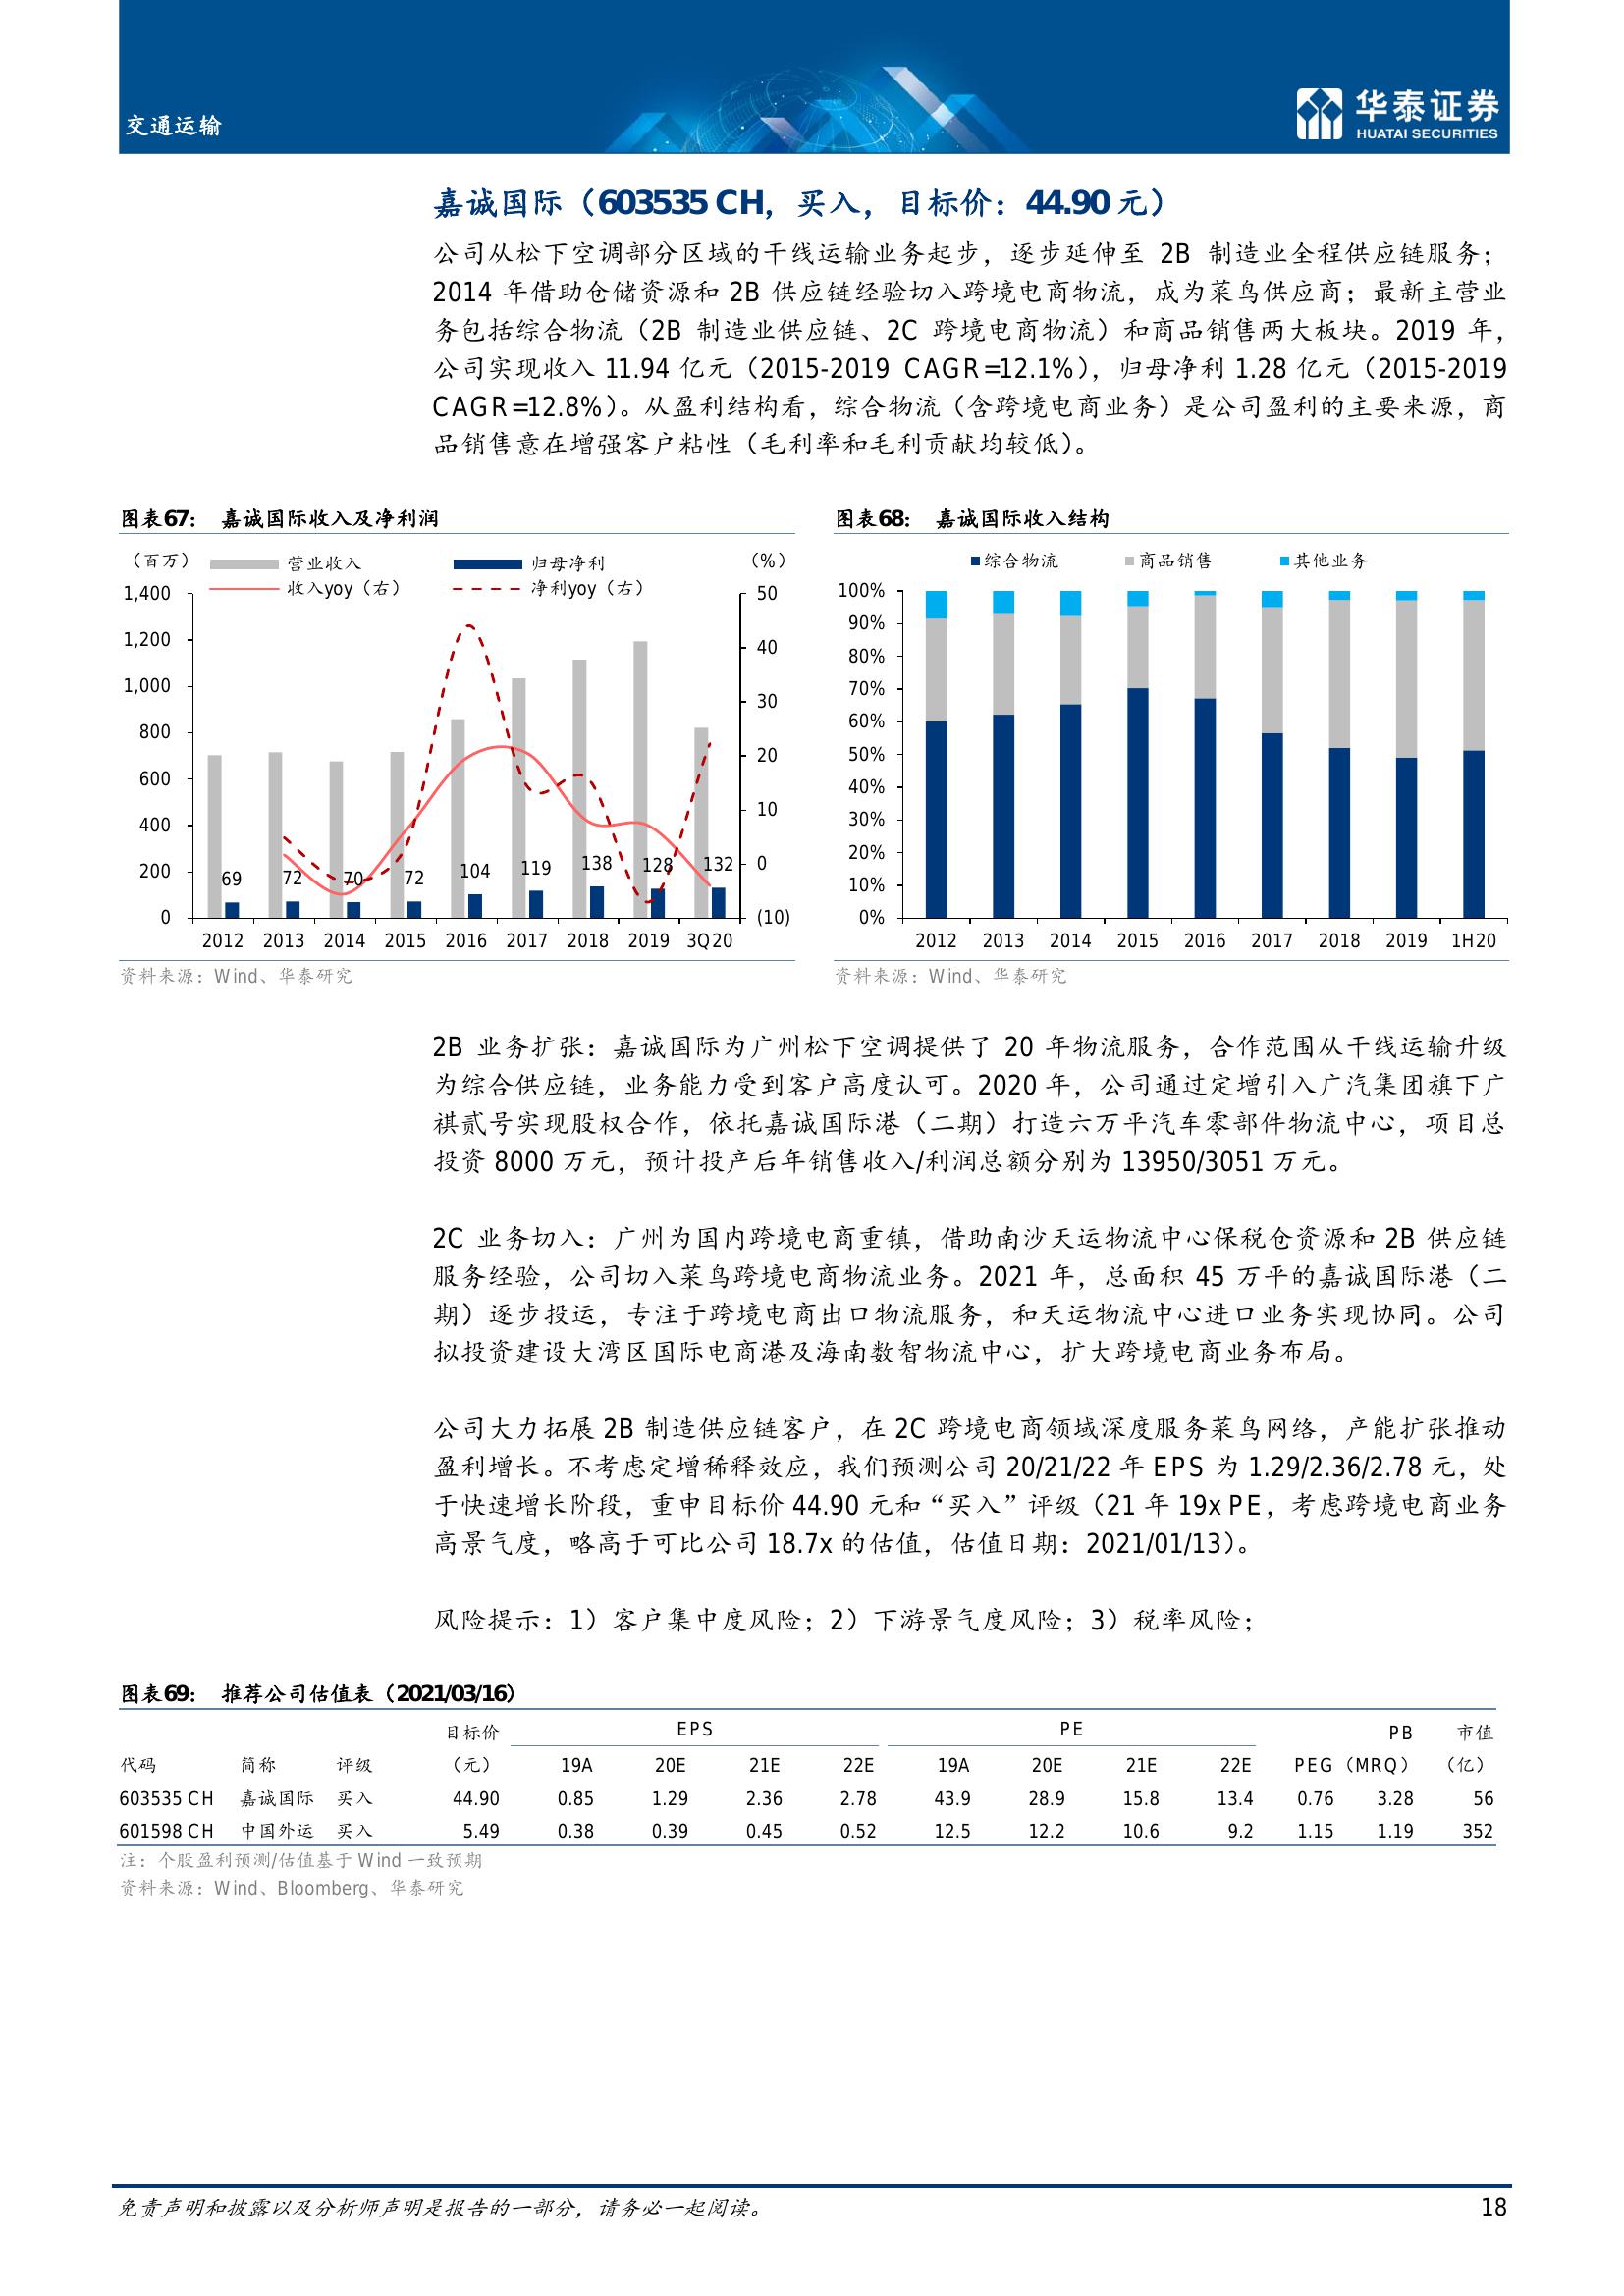 交通运输
华泰证券
HUATAI SECURITIES
嘉诚国际（603535 CH，买入，目标价：44.90 元）
公司从松下空调部分区域的干线运输业务起步，逐步延伸至 2B 制造业全程供应链服务；
2014 年借助仓储资源和 2B 供应链经验切入跨境电商物流，成为菜鸟供应商；最新主营业
务包括综合物流（2B 制造业供应链、2C 跨境电商物流）和商品销售两大板块。2019 年，
公司实现收入 11.94 亿元（2015-2019 CAGR=12.1%），归母净利 1.28 亿元（2015-2019
CAGR=12.8%）。从盈利结构看，综合物流（含跨境电商业务）是公司盈利的主要来源，商
品销售意在增强客户粘性（毛利率和毛利贡献均较低）。
图表67： 嘉诚国际收入及净利润
（百万） 营业收入 归母净利 （%）
收入yoy（右） 净利yoy（右）
1,400 50
1,200 40
1,000 30
800 20
600 10
400 0
200 (10)
0
69 72 70 72 104 119 138 128 132
2012 2013 2014 2015 2016 2017 2018 2019 3Q20
资料来源：Wind、华泰研究
图表68： 嘉诚国际收入结构
综合物流 商品销售 其他业务
100%
90%
80%
70%
60%
50%
40%
30%
20%
10%
0%
2012 2013 2014 2015 2016 2017 2018 2019 1H20
资料来源：Wind、华泰研究
2B 业务扩张：嘉诚国际为广州松下空调提供了 20 年物流服务，合作范围从干线运输升级
为综合供应链，业务能力受到客户高度认可。2020 年，公司通过定增引入广汽集团旗下广
祺贰号实现股权合作，依托嘉诚国际港（二期）打造六万平汽车零部件物流中心，项目总
投资 8000 万元，预计投产后年销售收入/利润总额分别为 13950/3051 万元。
2C 业务切入：广州为国内跨境电商重镇，借助南沙天运物流中心保税仓资源和 2B 供应链
服务经验，公司切入菜鸟跨境电商物流业务。2021 年，总面积 45 万平的嘉诚国际港（二
期）逐步投运，专注于跨境电商出口物流服务，和天运物流中心进口业务实现协同。公司
拟投资建设大湾区国际电商港及海南数智物流中心，扩大跨境电商业务布局。
公司大力拓展 2B 制造供应链客户，在 2C 跨境电商领域深度服务菜鸟网络，产能扩张推动
盈利增长。不考虑定增稀释效应，我们预测公司 20/21/22 年 EPS 为 1.29/2.36/2.78 元，处
于快速增长阶段，重申目标价 44.90 元和“买入”评级（21 年 19x PE，考虑跨境电商业务
高景气度，略高于可比公司 18.7x 的估值，估值日期：2021/01/13）。
风险提示：1）客户集中度风险；2）下游景气度风险；3）税率风险；
图表69： 推荐公司估值表（2021/03/16）
目标价 EPS PE PB 市值
代码 简称 评级 （元） 19A 20E 21E 22E 19A 20E 21E 22E PEG （MRQ） （亿）
603535 CH 嘉诚国际 买入 44.90 0.85 1.29 2.36 2.78 43.9 28.9 15.8 13.4 0.76 3.28 56
601598 CH 中国外运 买入 5.49 0.38 0.39 0.45 0.52 12.5 12.2 10.6 9.2 1.15 1.19 352
注：个股盈利预测/估值基于 Wind 一致预期
资料来源：Wind、Bloomberg、华泰研究
免责声明和披露以及分析师声明是报告的一部分，请务必一起阅读。 18